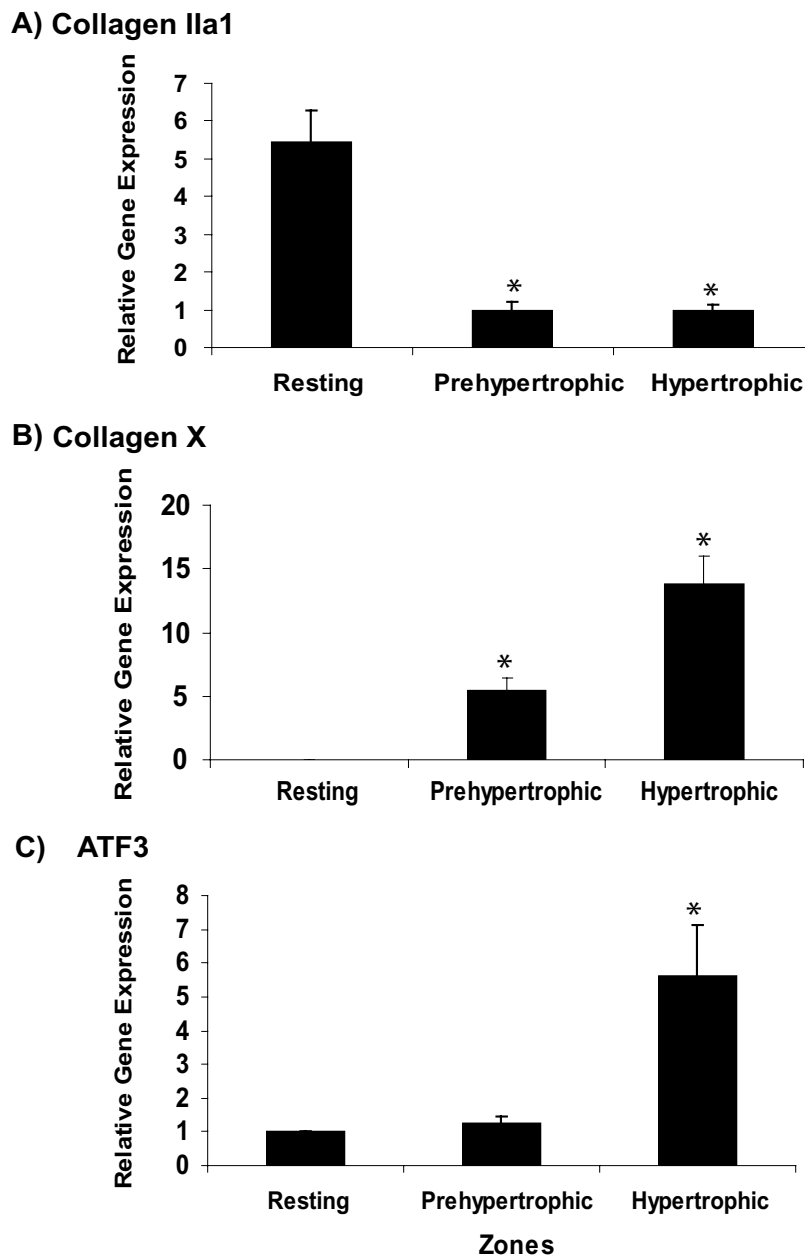 A) Collagen IIa1
Relative Gene Expression
7
6
5
4
3
2
1
0
*
*
Resting Prehypertrophic Hypertrophic
B) Collagen X
Relative Gene Expression
20
15
10
5
0
*
*
Resting Prehypertrophic Hypertrophic
C) ATF3
Relative Gene Expression
8
7
6
5
4
3
2
1
0
*
Resting Prehypertrophic Hypertrophic
Zones